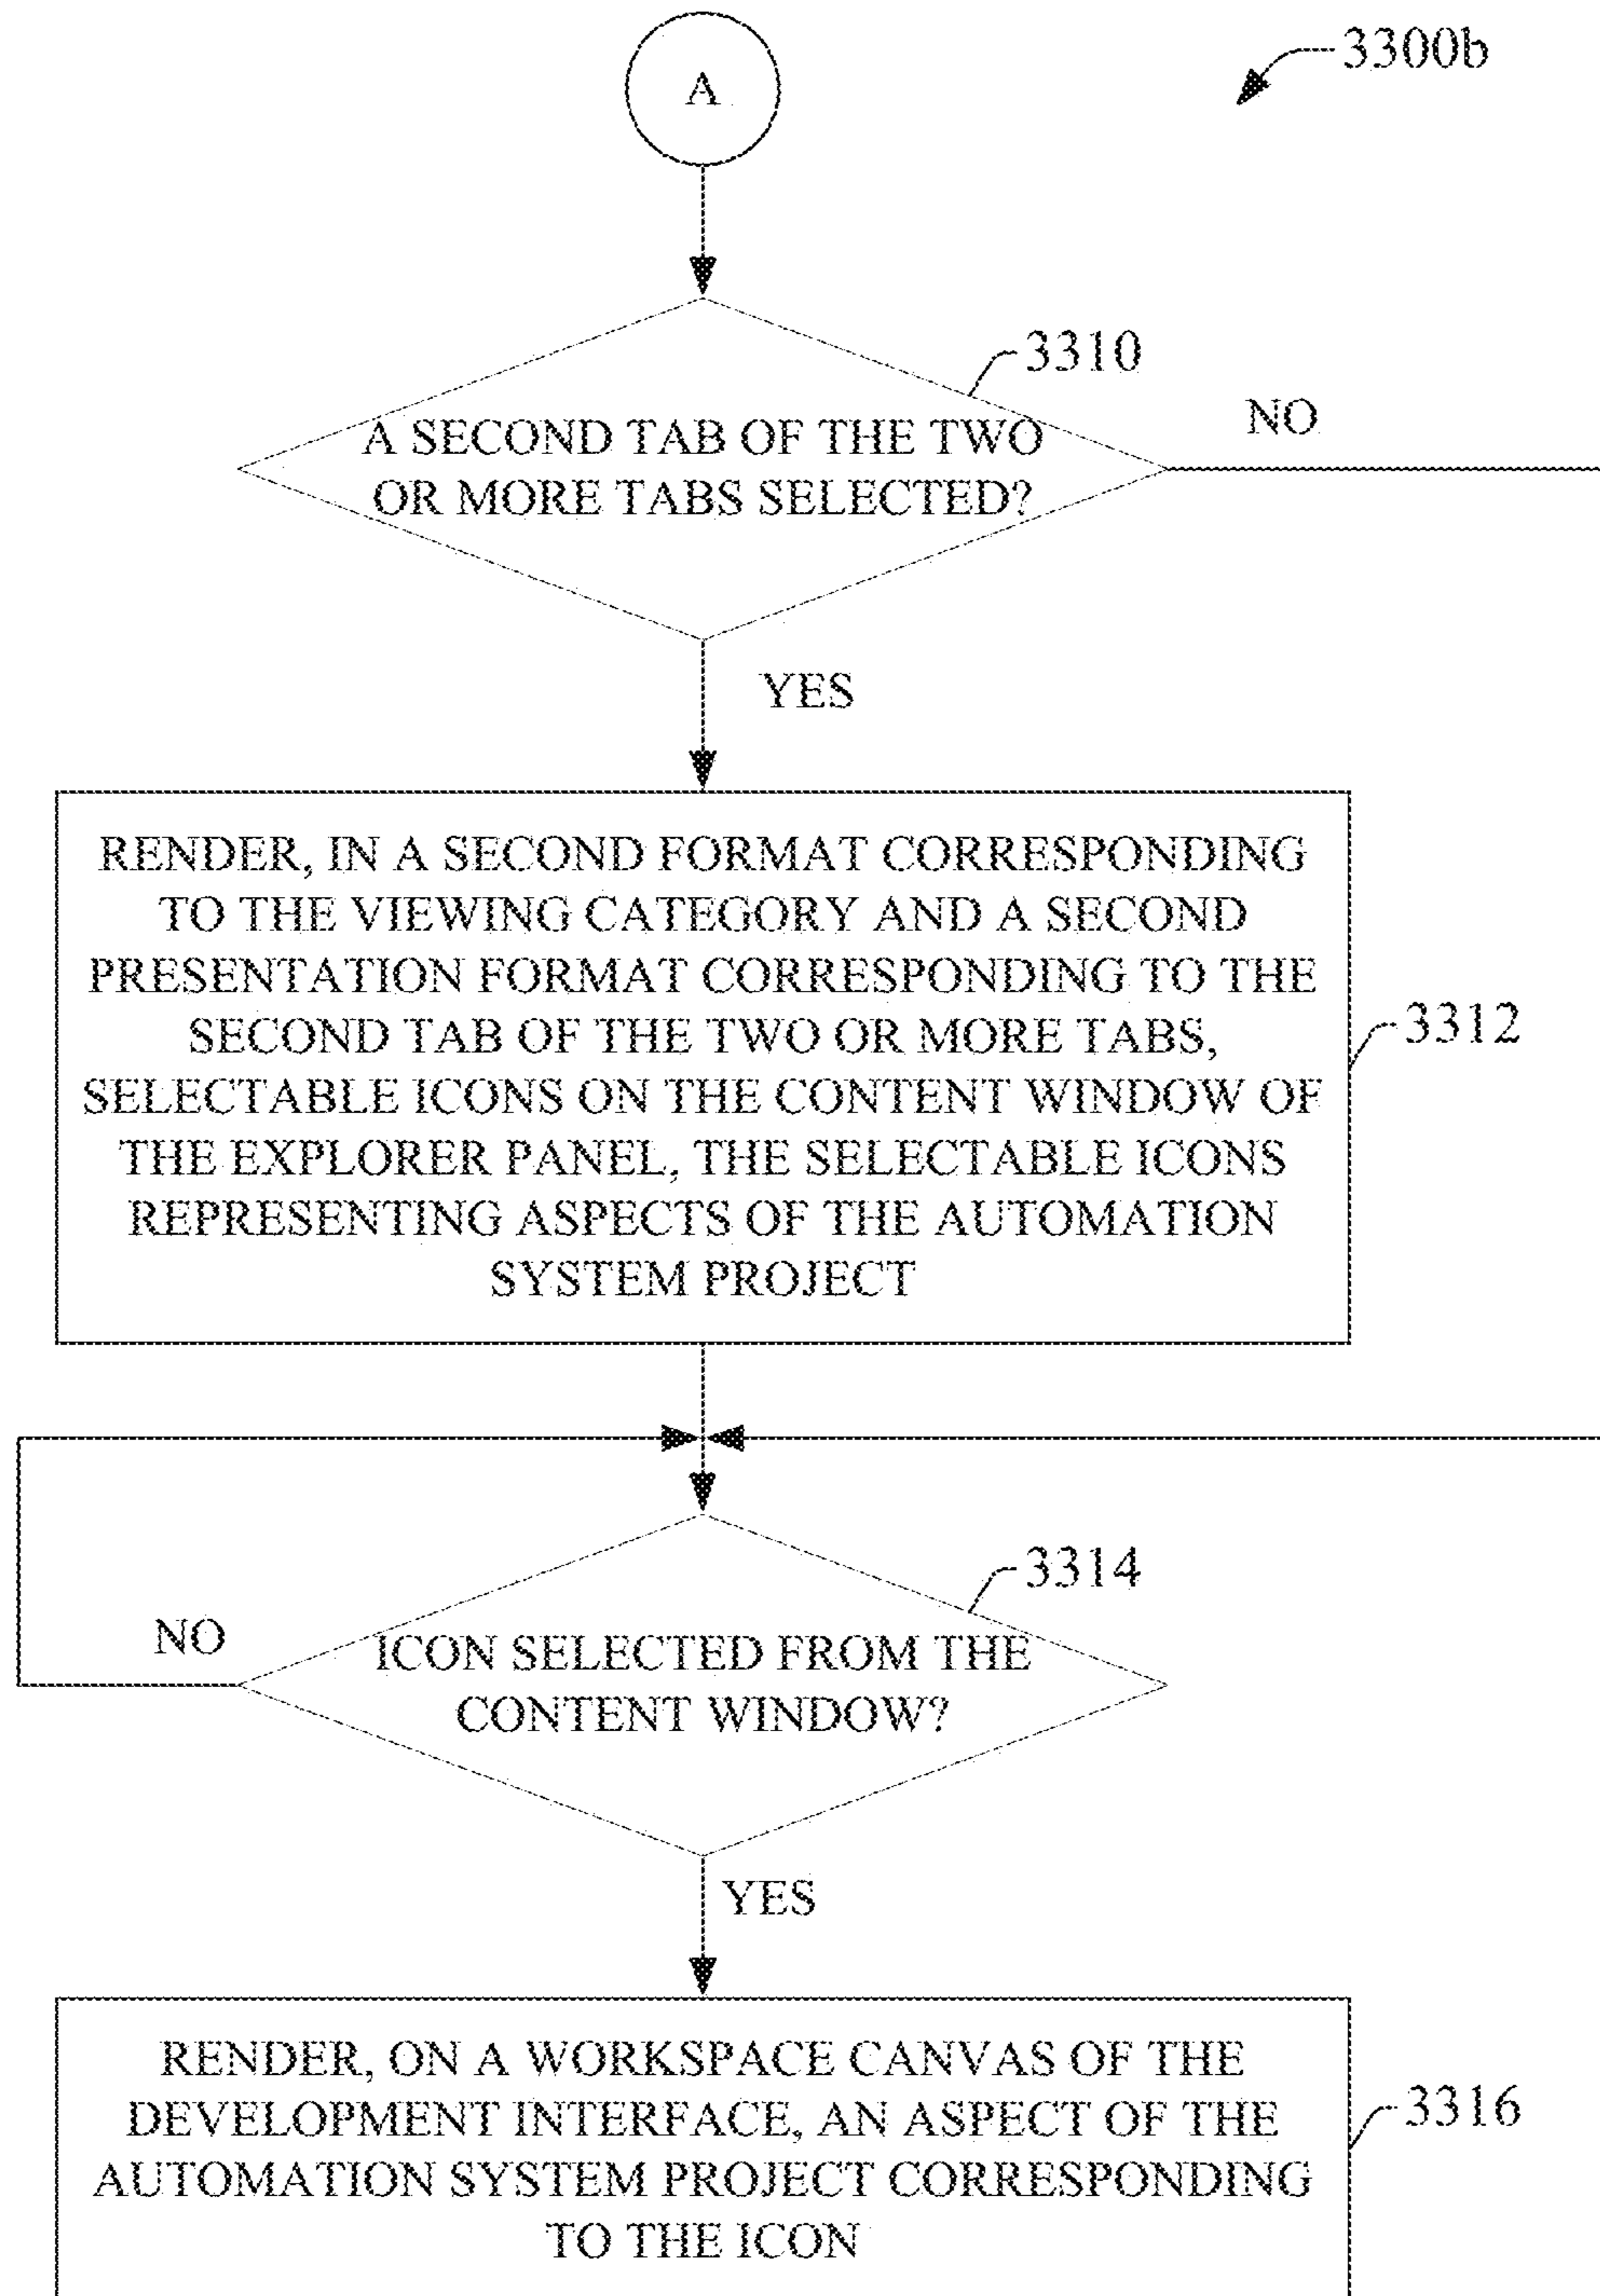 3300b
A
3310
A SECOND TAB OF THE TWO
OR MORE TABS SELECTED?
NO
YES
RENDER, IN A SECOND FORMAT CORRESPONDING
TO THE VIEWING CATEGORY AND A SECOND
PRESENTATION FORMAT CORRESPONDING TO THE
SECOND TAB OF THE TWO OR MORE TABS,
SELECTABLE ICONS ON THE CONTENT WINDOW OF
THE EXPLORER PANEL, THE SELECTABLE ICONS
REPRESENTING ASPECTS OF THE AUTOMATION
SYSTEM PROJECT
3312
3314
NO
ICON SELECTED FROM THE
CONTENT WINDOW?
YES
RENDER, ON A WORKSPACE CANVAS OF THE
DEVELOPMENT INTERFACE, AN ASPECT OF THE
AUTOMATION SYSTEM PROJECT CORRESPONDING
TO THE ICON
3316